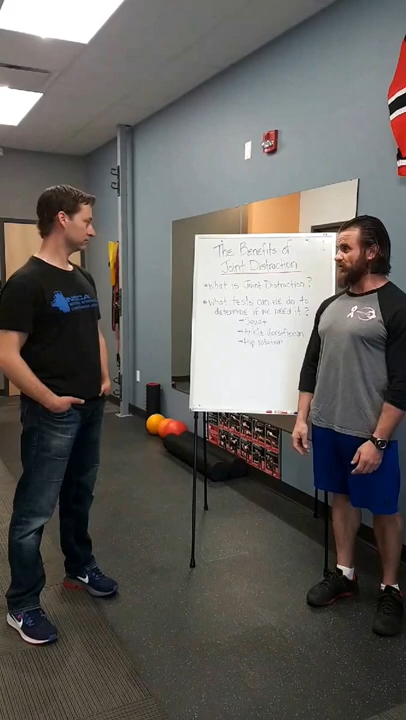 The Benefits of
Joint Distraction
•What is Joint Distraction?
•What tests can we do to
determine if we need it?
→Squat
→Ankle Dorsiflexion
→Hip rotation
NSCA